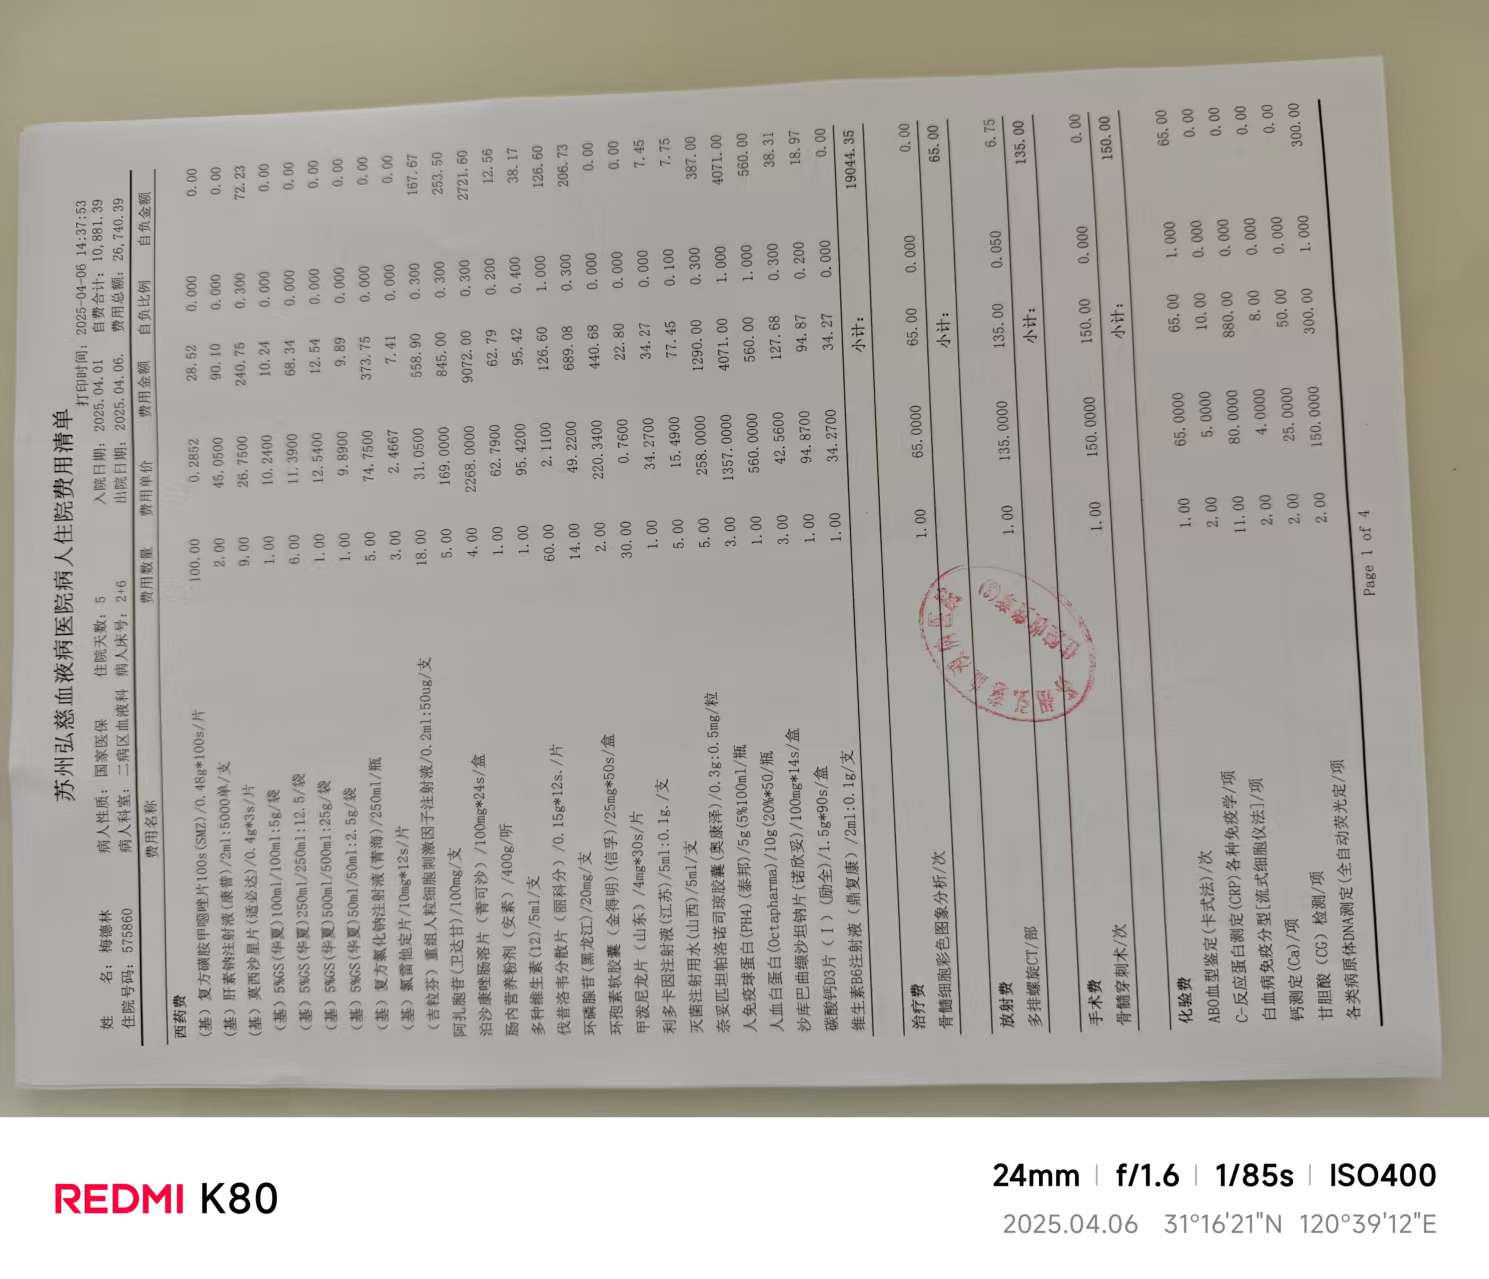 苏州弘慈血液病医院病人住院费用清单
打印时间: 2025-04-06 14:37:53
姓 名: 梅德林 病人性质: 国家医保 住院天数: 5 入院日期: 2025.04.01 自费合计: 10,881.39
住院号码: 575860 病人科室: 二病区血液科 病人床号: 2+6 出院日期: 2025.04.06. 费用总额: 26,740.39
费用名称 费用数量 费用单价 费用金额 自负比例 自负金额
西药费
(基) 复方磺胺甲噁唑片100s(SMZ)/0.48g*100s/片 100.00 0.2852 28.52 0.000 0.00
(基) 肝素钠注射液(康普)/2ml:5000单/支 2.00 45.0500 90.10 0.000 0.00
(基) 莫西沙星片(适必达)/0.4g*3s/片 9.00 26.7500 240.75 0.300 72.23
(基) 5%GS(华夏)100ml/100ml:5g/袋 1.00 10.2400 10.24 0.000 0.00
(基) 5%GS(华夏)250ml/250ml:12.5/袋 6.00 11.3900 68.34 0.000 0.00
(基) 5%GS(华夏)500ml/500ml:25g/袋 1.00 12.5400 12.54 0.000 0.00
(基) 5%GS(华夏)50ml/50ml:2.5g/袋 1.00 9.8900 9.89 0.000 0.00
(基) 复方氯化钠注射液(青海)/250ml/瓶 5.00 74.7500 373.75 0.000 0.00
(基) 氯雷他定片/10mg*12s/片 3.00 2.4667 7.41 0.000 0.00
(吉粒芬) 重组人粒细胞刺激因子注射液/0.2ml:50ug/支 18.00 31.0500 558.90 0.300 167.67
阿扎胞苷(卫达甘)/100mg/支 5.00 169.0000 845.00 0.300 253.50
泊沙康唑肠溶片(青可沙)/100mg*24s/盒 4.00 2268.0000 9072.00 0.300 2721.60
肠内营养粉剂(安素)/400g/听 1.00 62.7900 62.79 0.200 12.56
多种维生素(12)/5ml/支 1.00 95.4200 95.42 0.400 38.17
伐昔洛韦分散片(丽科分)/0.15g*12s./片 60.00 2.1100 126.60 1.000 126.60
环磷腺苷(黑龙江)/20mg/支 14.00 49.2200 689.08 0.300 206.73
环孢素软胶囊(金得明)(信孚)/25mg*50s/盒 2.00 220.3400 440.68 0.000 0.00
甲泼尼龙片(山东)/4mg*30s/片 30.00 0.7600 22.80 0.000 0.00
利多卡因注射液(江苏)/5ml:0.1g./支 1.00 34.2700 34.27 0.000 7.45
灭菌注射用水(山西)/5ml/支 5.00 15.4900 77.45 0.100 7.75
奈妥匹坦帕洛诺司琼胶囊(奥康泽)/0.3g:0.5mg/粒 5.00 258.0000 1290.00 0.300 387.00
人免疫球蛋白(PH4)(泰邦)/5g(5%100ml/瓶 3.00 1357.0000 4071.00 1.000 4071.00
人血白蛋白(Octapharma)/10g(20%*50/瓶 1.00 560.0000 560.00 1.000 560.00
沙库巴曲缬沙坦钠片(诺欣妥)/100mg*14s/盒 3.00 42.5600 127.68 0.300 38.31
碳酸钙D3片(Ⅰ)(励全)/1.5g*90s/盒 1.00 94.8700 94.87 0.200 18.97
维生素B6注射液(鼎复康)/2ml:0.1g/支 1.00 34.2700 34.27 0.000 0.00
小计: 19044.35
治疗费
骨髓细胞彩色图象分析/次 1.00 65.0000 65.00 0.000 0.00
小计: 65.00
放射费
多排螺旋CT/部 1.00 135.0000 135.00 0.050 6.75
小计: 135.00
手术费
骨髓穿刺术/次 1.00 150.0000 150.00 0.000 0.00
小计: 150.00
化验费
ABO血型鉴定(卡式法)/次 1.00 65.0000 65.00 1.000 65.00
C-反应蛋白测定(CRP)各种免疫学/项 2.00 5.0000 10.00 0.000 0.00
白血病免疫分型[流式细胞仪法]/项 11.00 80.0000 880.00 0.000 0.00
钙测定(Ca)/项 2.00 4.0000 8.00 0.000 0.00
甘胆酸(CG)检测/项 2.00 25.0000 50.00 0.000 0.00
各类病原体DNA测定(全自动荧光定/项 2.00 150.0000 300.00 1.000 300.00
Page 1 of 4
REDMI K80
24mm | f/1.6 | 1/85s | ISO400
2025.04.06 31°16'21"N 120°39'12"E